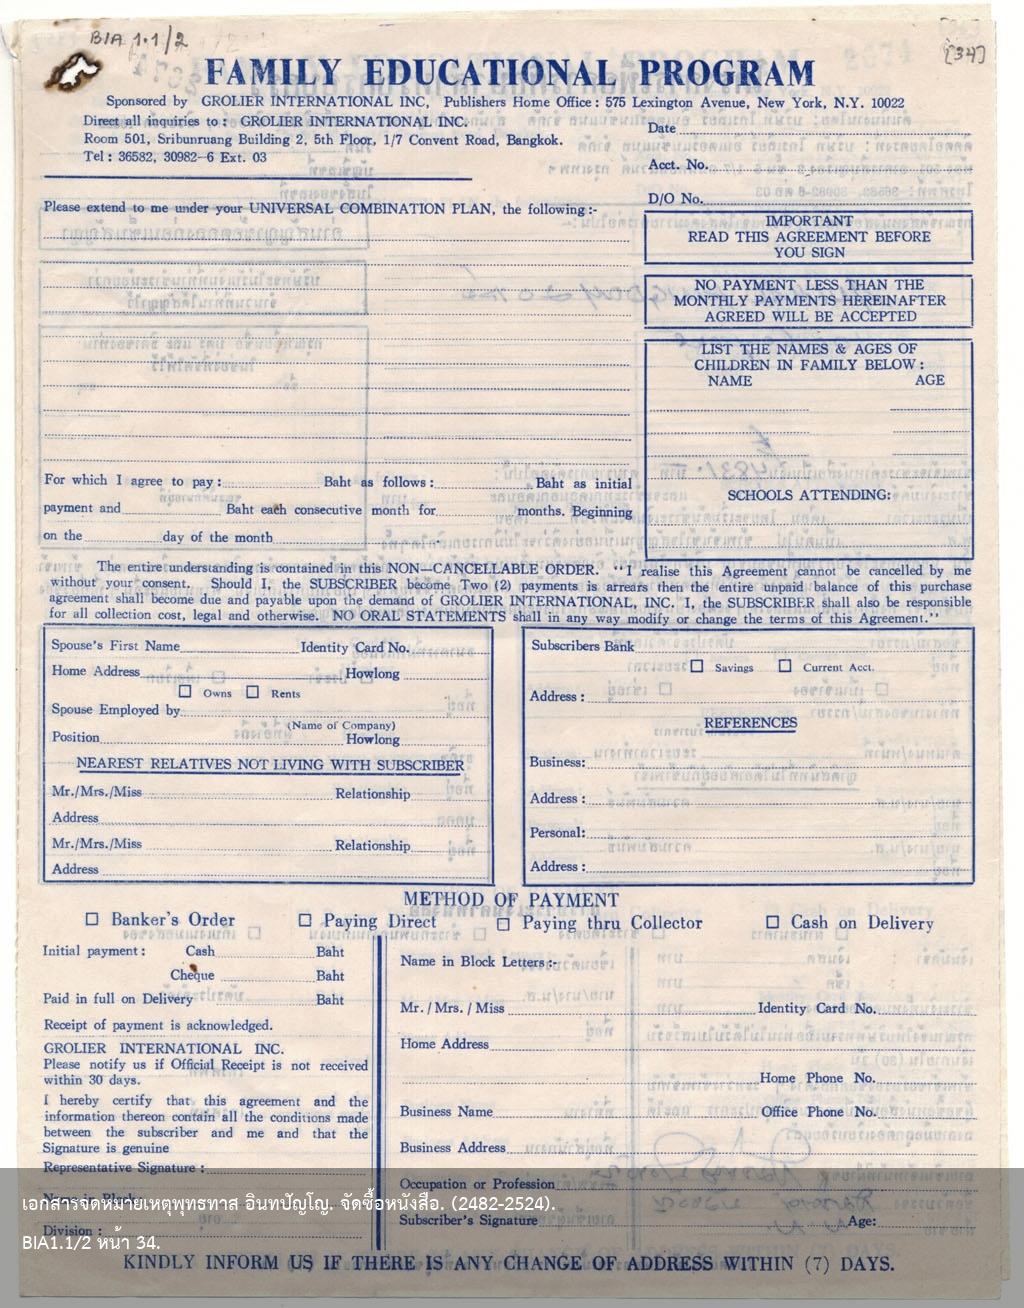 BIA 1.1/2
[34]
FAMILY EDUCATIONAL PROGRAM
Sponsored by GROLIER INTERNATIONAL INC, Publishers Home Office : 575 Lexington Avenue, New York, N.Y. 10022
Direct all inquiries to : GROLIER INTERNATIONAL INC.
Room 501, Sribunruang Building 2, 5th Floor, 1/7 Convent Road, Bangkok.
Tel : 36582, 30982-6 Ext. 03
Date
Acct. No.
D/O No.
Please extend to me under your UNIVERSAL COMBINATION PLAN, the following :-
IMPORTANT
READ THIS AGREEMENT BEFORE
YOU SIGN
NO PAYMENT LESS THAN THE
MONTHLY PAYMENTS HEREINAFTER
AGREED WILL BE ACCEPTED
LIST THE NAMES & AGES OF
CHILDREN IN FAMILY BELOW :
NAME AGE
SCHOOLS ATTENDING:
For which I agree to pay : Baht as follows : Baht as initial
payment and Baht each consecutive month for months. Beginning
on the day of the month
The entire understanding is contained in this NON—CANCELLABLE ORDER. "I realise this Agreement cannot be cancelled by me
without your consent. Should I, the SUBSCRIBER become Two (2) payments is arrears then the entire unpaid balance of this purchase
agreement shall become due and payable upon the demand of GROLIER INTERNATIONAL, INC. I, the SUBSCRIBER shall also be responsible
for all collection cost, legal and otherwise. NO ORAL STATEMENTS shall in any way modify or change the terms of this Agreement."
Spouse's First Name Identity Card No.
Home Address Howlong
Owns Rents
Spouse Employed by
(Name of Company)
Position Howlong
NEAREST RELATIVES NOT LIVING WITH SUBSCRIBER
Mr./Mrs./Miss Relationship
Address
Mr./Mrs./Miss Relationship
Address
Subscribers Bank
Savings Current Acct.
Address :
REFERENCES
Business:
Address :
Personal:
Address :
METHOD OF PAYMENT
Banker's Order Paying Direct Paying thru Collector Cash on Delivery
Initial payment : Cash Baht
Cheque Baht
Paid in full on Delivery Baht
Receipt of payment is acknowledged.
GROLIER INTERNATIONAL INC.
Please notify us if Official Receipt is not received
within 30 days.
I hereby certify that this agreement and the
information thereon contain all the conditions made
between the subscriber and me and that the
Signature is genuine
Representative Signature :
Name in Block :
Division :
Name in Block Letters:-
Mr. / Mrs. / Miss Identity Card No.
Home Address
Home Phone No.
Business Name Office Phone No.
Business Address
Occupation or Profession
Subscriber's Signature Age:
เอกสารจดหมายเหตุพุทธทาส อินทปัญโญ. จัดซื้อหนังสือ. (2482-2524).
BIA1.1/2 หน้า 34.
KINDLY INFORM US IF THERE IS ANY CHANGE OF ADDRESS WITHIN (7) DAYS.